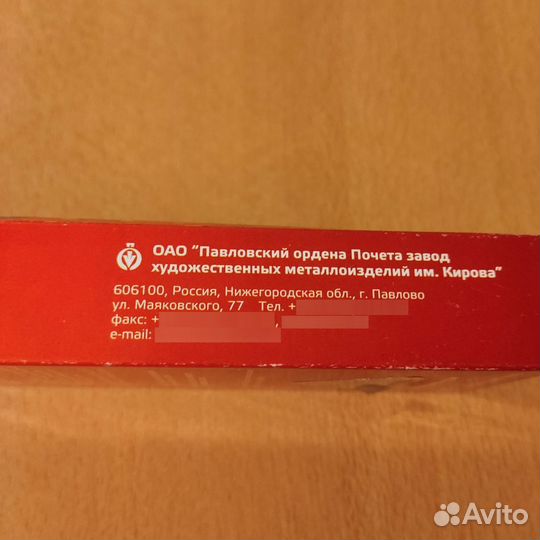 ОАО "Павловский ордена Почета завод
художественных металлоизделий им. Кирова"
606100, Россия, Нижегородская обл., г. Павлово
ул. Маяковского, 77 Тел. +
факс: + ,
e-mail:
Avito